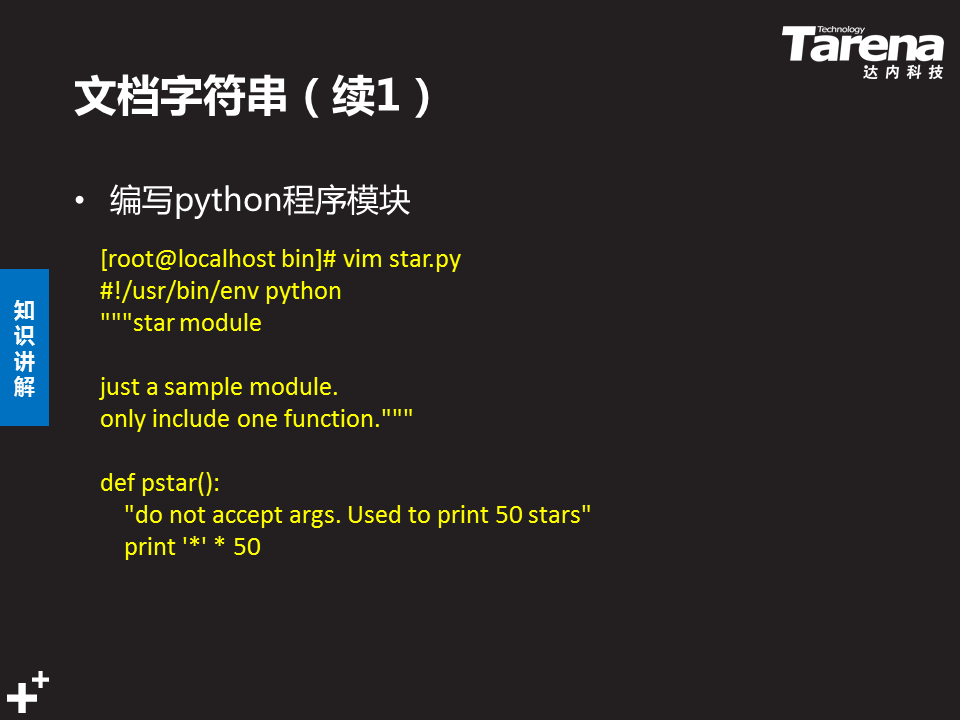 Technology
Tarena
达内科技
文档字符串（续1）
• 编写python程序模块
[root@localhost bin]# vim star.py
#!/usr/bin/env python
"""star module
just a sample module.
only include one function."""
def pstar():
    "do not accept args. Used to print 50 stars"
    print '*' * 50
知
识
讲
解